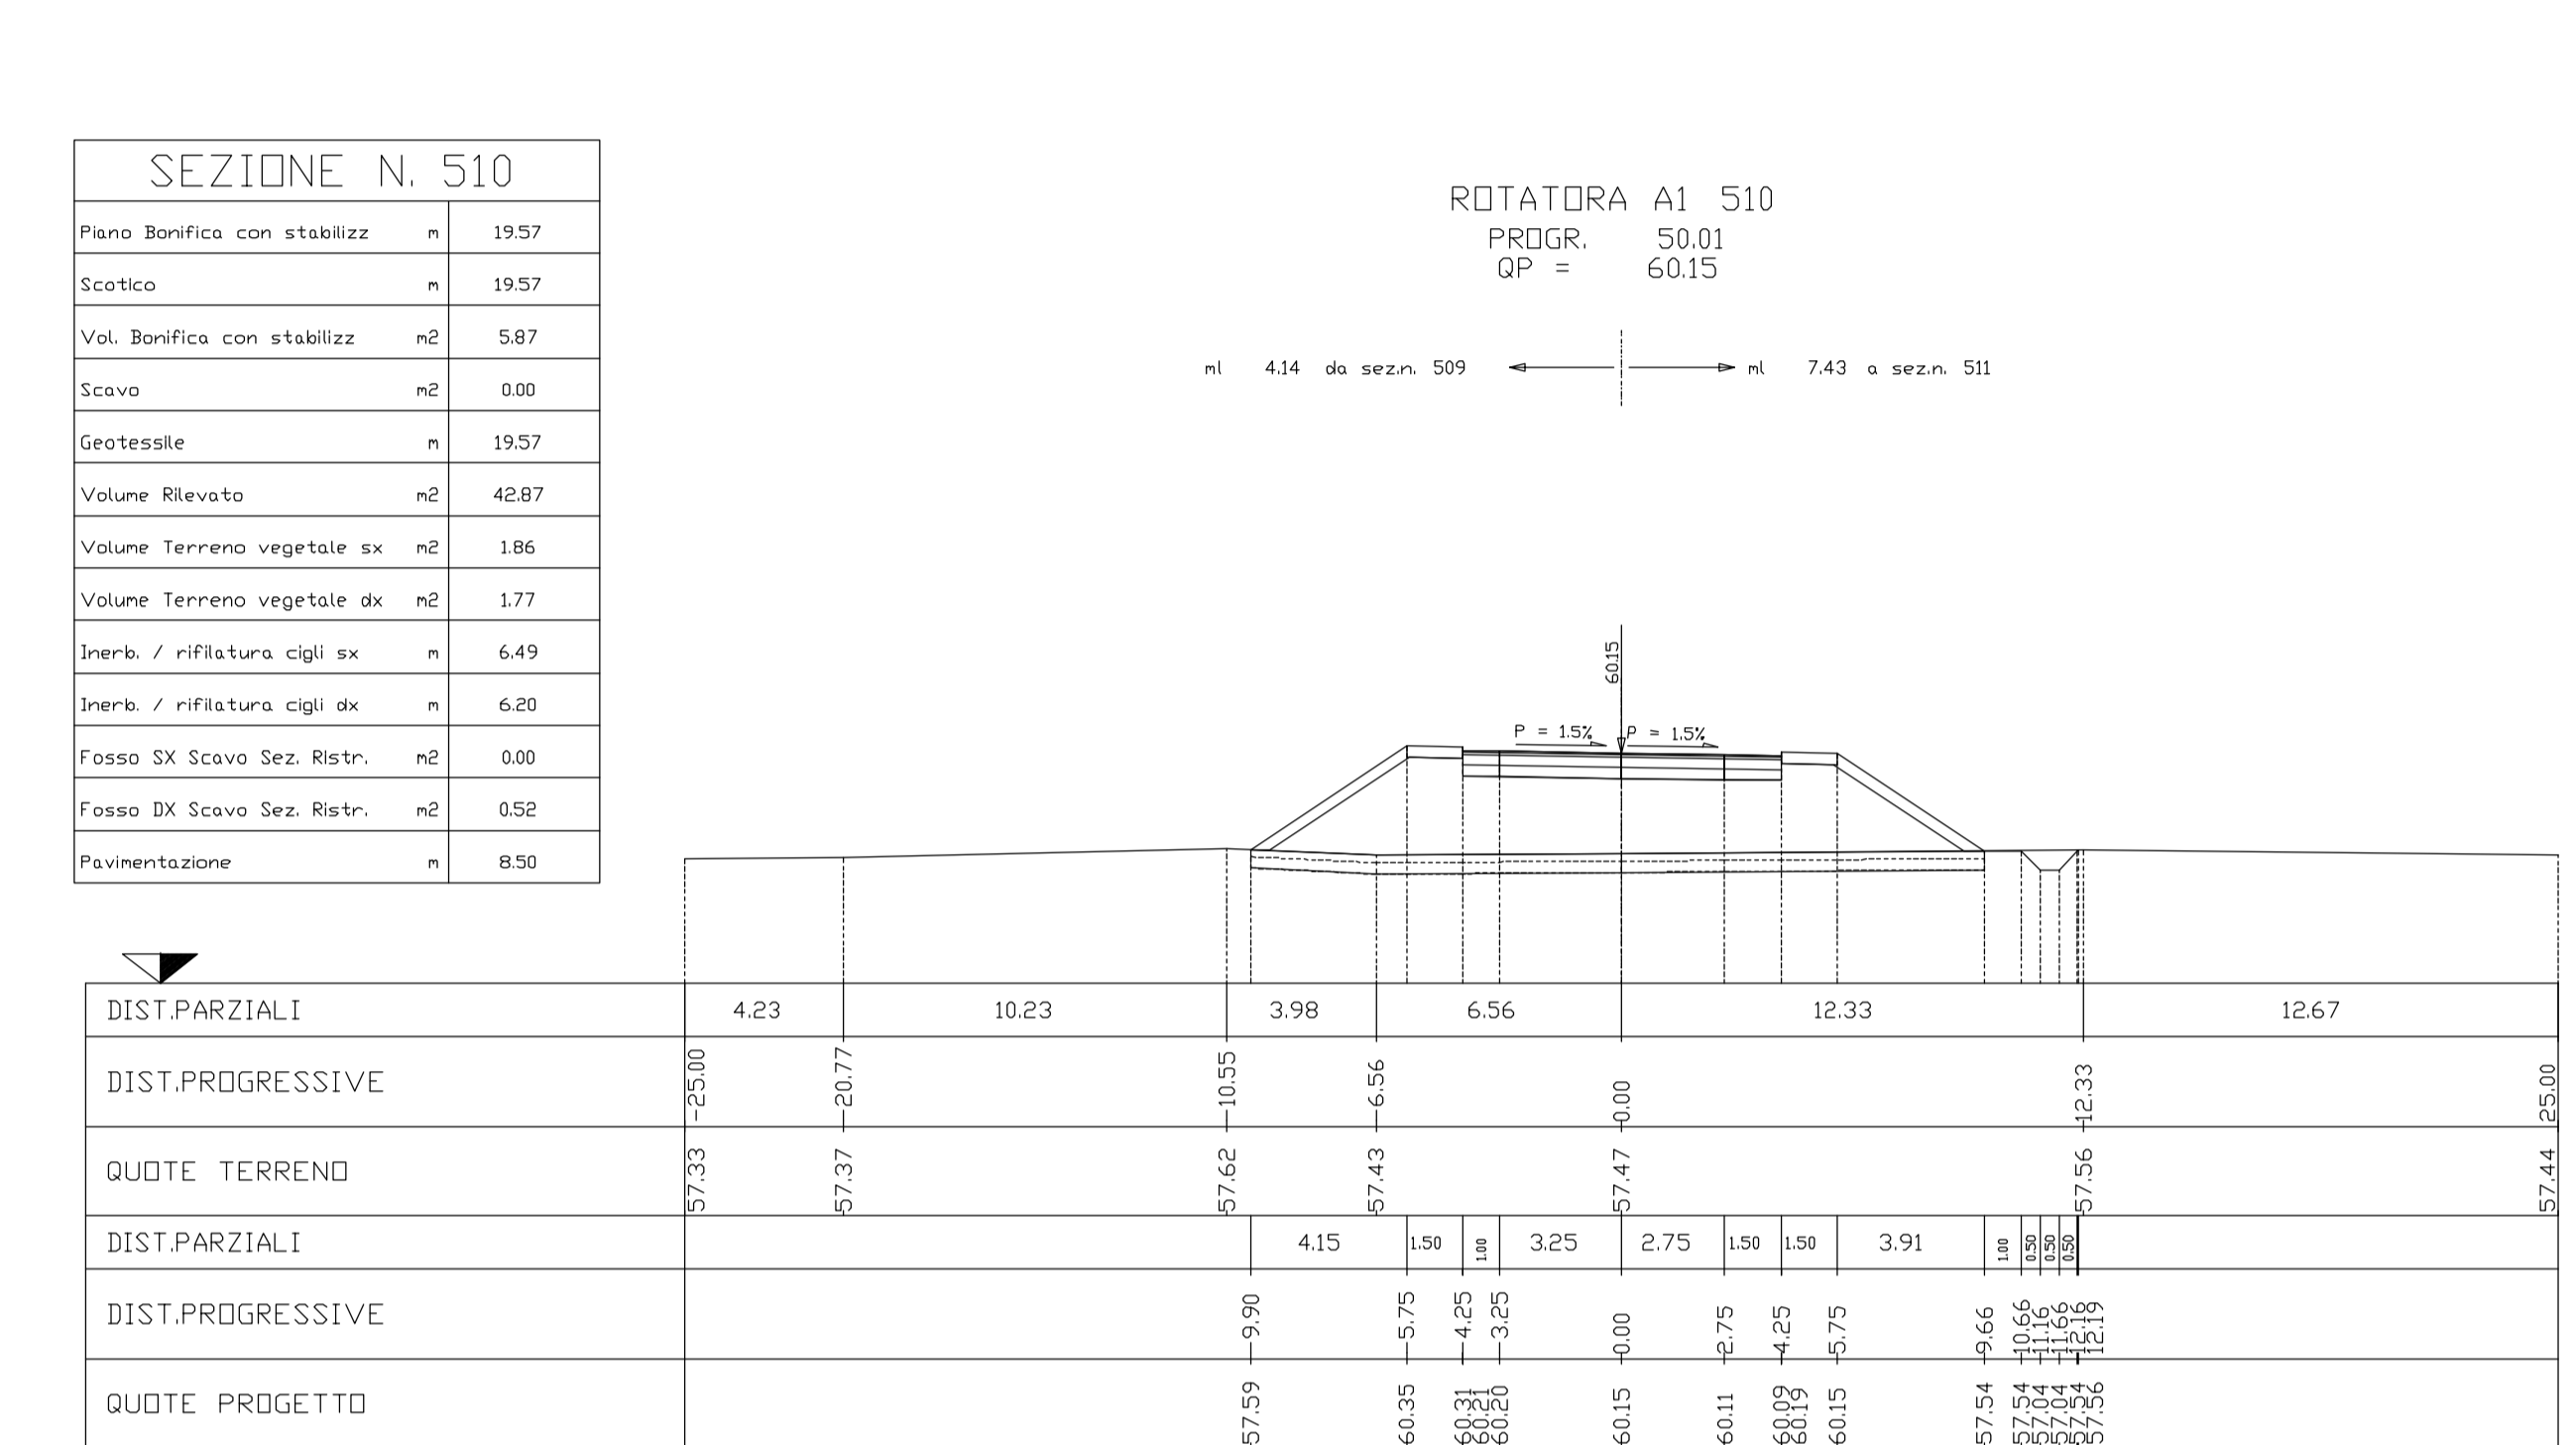 SEZIONE N. 510
Piano Bonifica con stabilizz m 19.57
Scotico m 19.57
Vol. Bonifica con stabilizz m2 5.87
Scavo m2 0.00
Geotessile m 19.57
Volume Rilevato m2 42.87
Volume Terreno vegetale sx m2 1.86
Volume Terreno vegetale dx m2 1.77
Inerb. / rifilatura cigli sx m 6.49
Inerb. / rifilatura cigli dx m 6.20
Fosso SX Scavo Sez. RIstr. m2 0.00
Fosso DX Scavo Sez. Ristr. m2 0.52
Pavimentazione m 8.50
ROTATORA A1 510
PROGR. 50.01
QP = 60.15
ml 4.14 da sez.n. 509 ml 7.43 a sez.n. 511
60.15
P = 1.5% P = 1.5%
DIST.PARZIALI 4.23 10.23 3.98 6.56 12.33 12.67
DIST.PROGRESSIVE -25.00 -20.77 -10.55 -6.56 0.00 12.33 25.00
QUOTE TERRENO 57.33 57.37 57.62 57.43 57.47 57.56 57.44
DIST.PARZIALI 4.15 1.50 1.00 3.25 2.75 1.50 1.50 3.91 1.00 0.50 0.50 0.50
DIST.PROGRESSIVE -9.90 -5.75 -4.25 -3.25 0.00 2.75 4.25 5.75 9.66 10.66 11.16 11.66 12.16 12.19
QUOTE PROGETTO 57.59 60.35 60.31 60.21 60.20 60.15 60.11 60.09 60.19 60.15 57.54 57.54 57.04 57.04 57.54 57.56